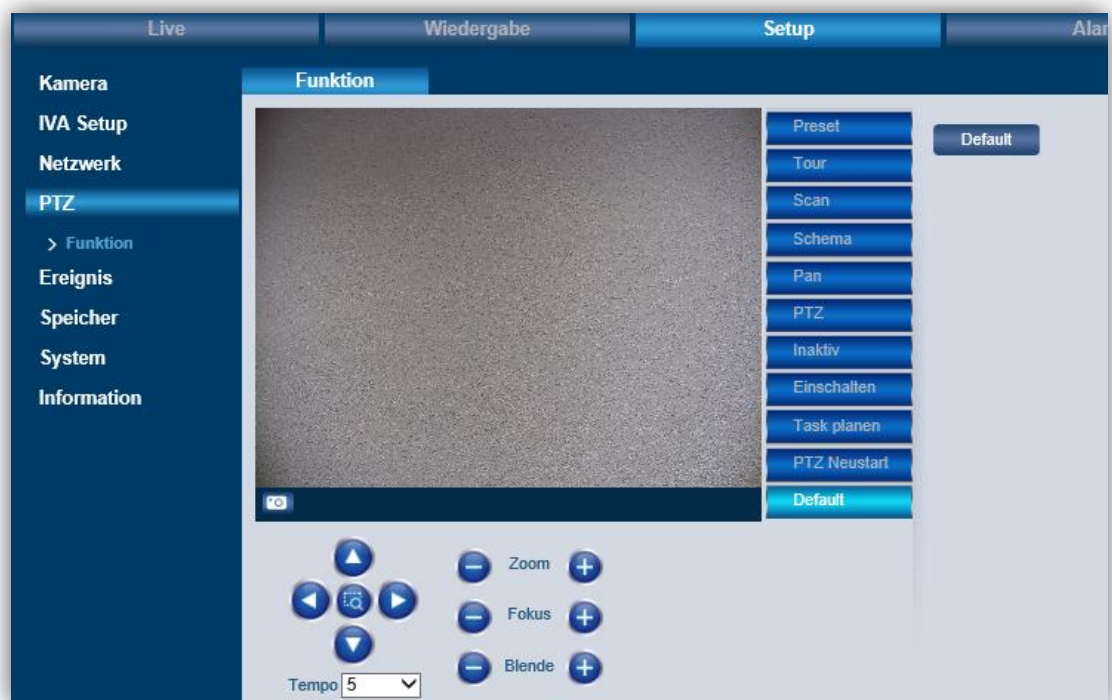 Live Wiedergabe Setup Alar
Kamera
IVA Setup
Netzwerk
PTZ
> Funktion
Ereignis
Speicher
System
Information
Funktion
Preset
Tour
Scan
Schema
Pan
PTZ
Inaktiv
Einschalten
Task planen
PTZ Neustart
Default
Default
Zoom
Fokus
Blende
Tempo 5